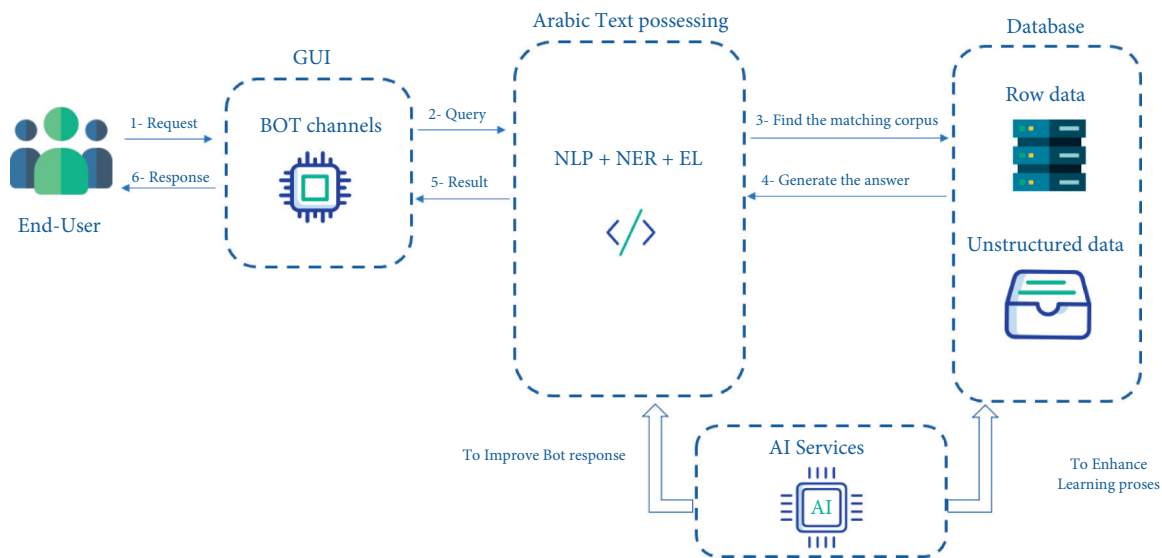 Arabic Text possessing
Database
GUI
Row data
1- Request
BOT channels
2- Query
3- Find the matching corpus
NLP + NER + EL
6- Response
5- Result
4- Generate the answer
End-User
Unstructured data
To Improve Bot response
AI Services
AI
To Enhance
Learning proses